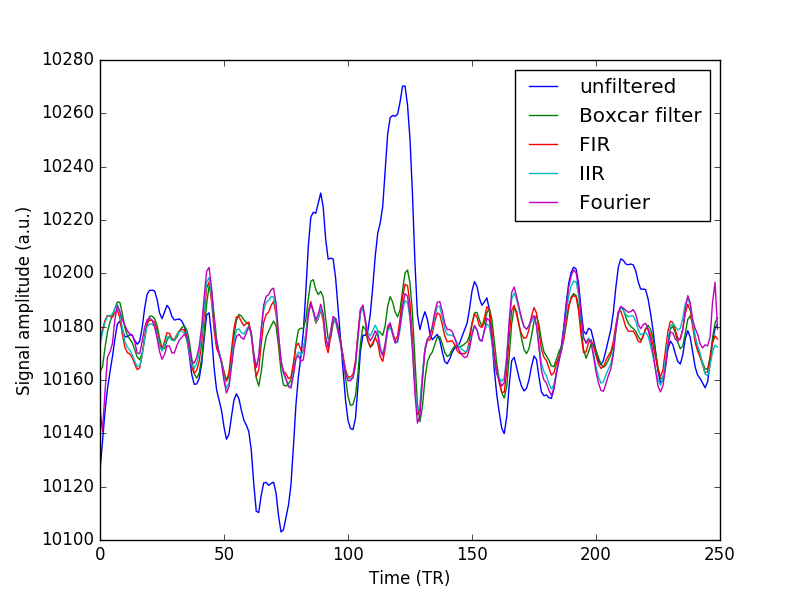 10280
10260
10240
10220
10200
10180
10160
10140
10120
10100
Signal amplitude (a.u.)
unfiltered
Boxcar filter
FIR
IIR
Fourier
0 50 100 150 200 250
Time (TR)